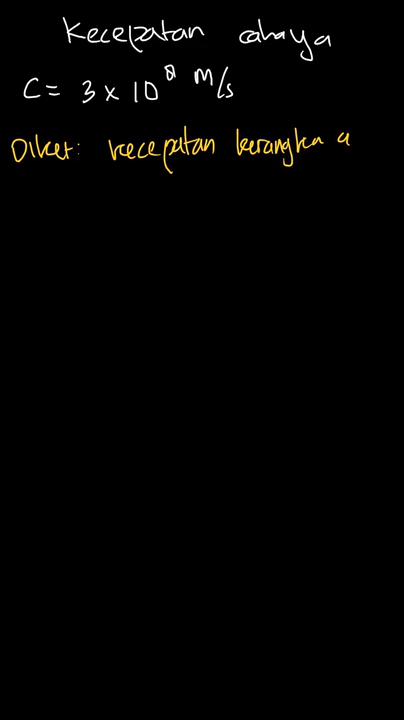 Kecepatan cahaya
C = 3 x 10⁸ m/s
Diket: kecepatan kerangka a